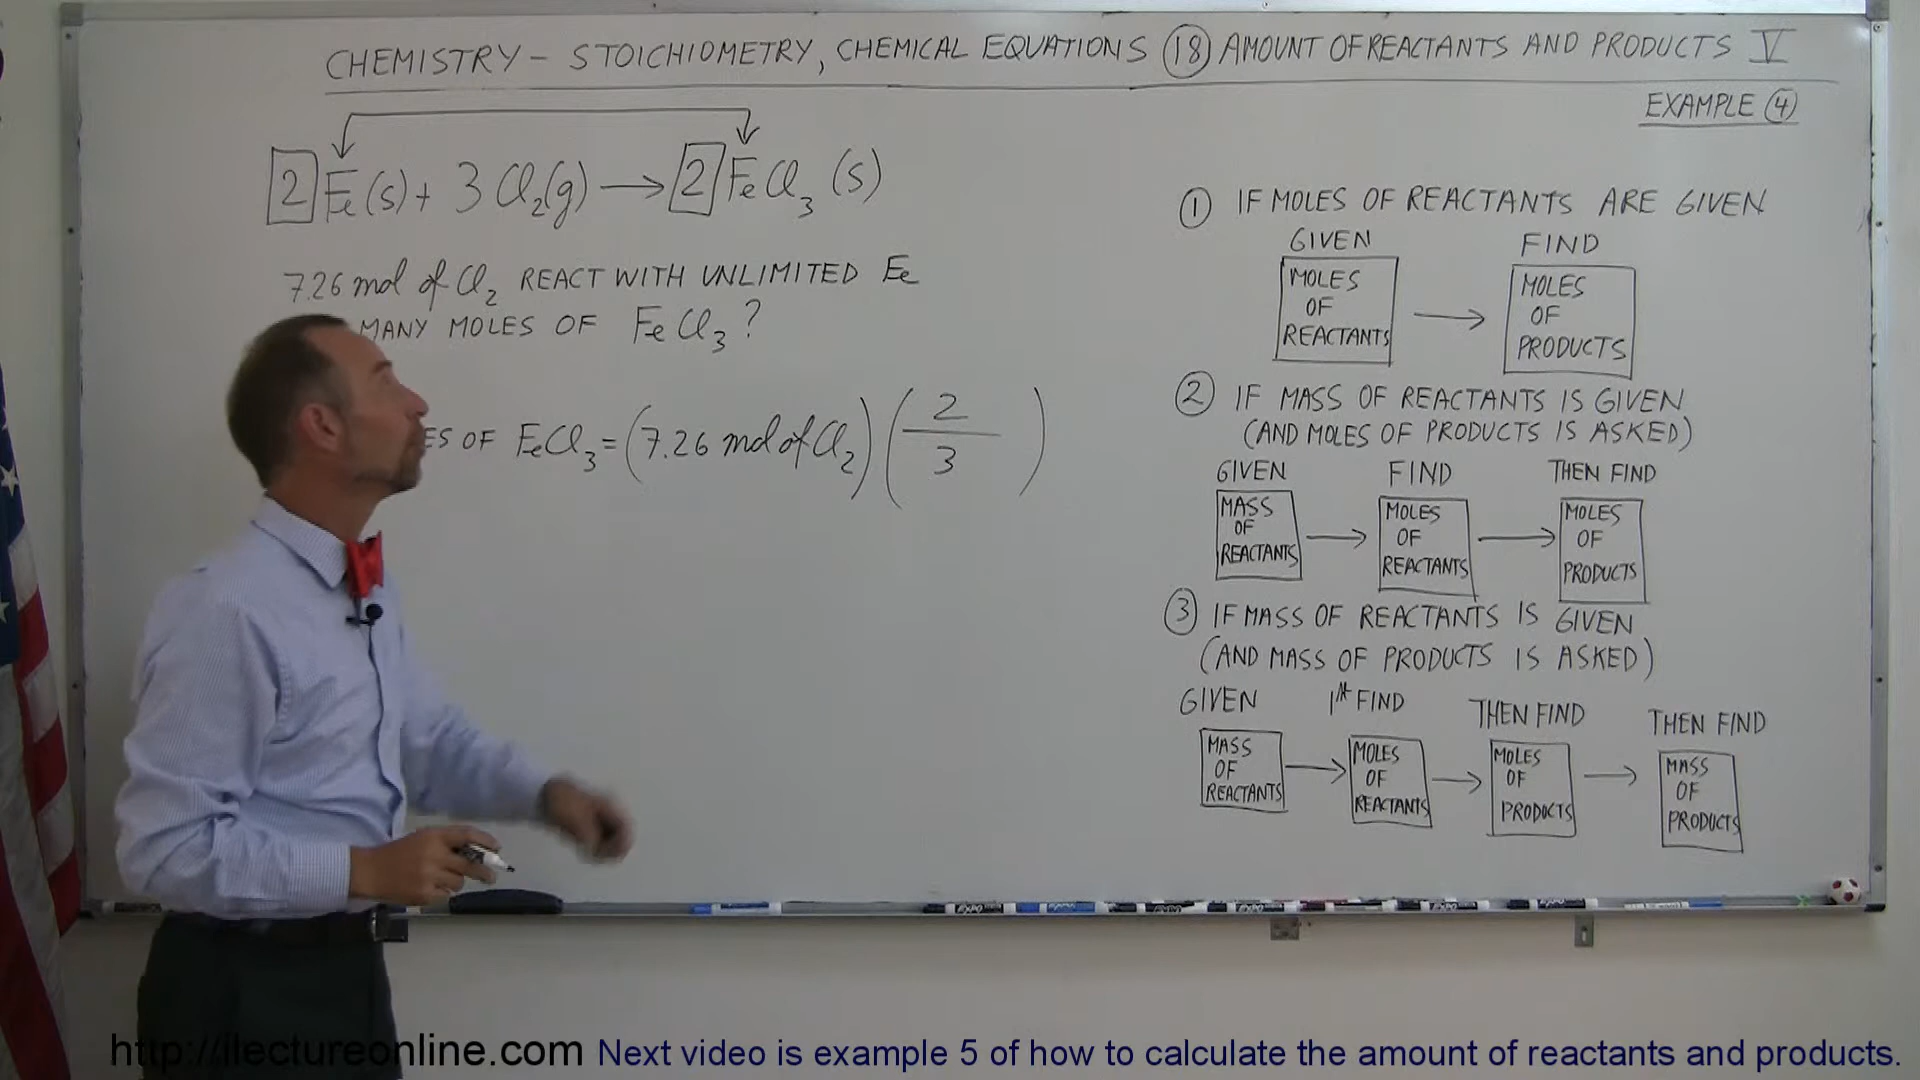 CHEMISTRY – STOICHIOMETRY, CHEMICAL EQUATIONS (18) AMOUNT OF REACTANTS AND PRODUCTS V
EXAMPLE (4)
2 Fe(s) + 3 Cl₂(g) → 2 FeCl₃ (s)
7.26 mol of Cl₂ REACT WITH UNLIMITED Fe
MANY MOLES OF FeCl₃?
ES OF FeCl₃ = (7.26 mol of Cl₂) (2/3)
① IF MOLES OF REACTANTS ARE GIVEN
GIVEN FIND
MOLES OF REACTANTS → MOLES OF PRODUCTS
② IF MASS OF REACTANTS IS GIVEN
(AND MOLES OF PRODUCTS IS ASKED)
GIVEN FIND THEN FIND
MASS OF REACTANTS → MOLES OF REACTANTS → MOLES OF PRODUCTS
③ IF MASS OF REACTANTS IS GIVEN
(AND MASS OF PRODUCTS IS ASKED)
GIVEN 1st FIND THEN FIND THEN FIND
MASS OF REACTANTS → MOLES OF REACTANTS → MOLES OF PRODUCTS → MASS OF PRODUCTS
http://ilectureonline.com Next video is example 5 of how to calculate the amount of reactants and products.